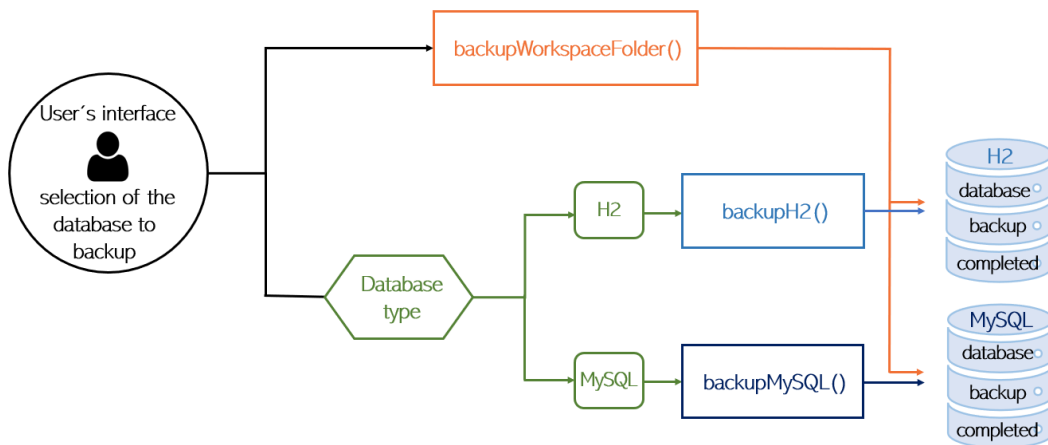 User´s interface
selection of the
database to
backup
backupWorkspaceFolder()
Database
type
H2
MySQL
backupH2()
backupMySQL()
H2
database
backup
completed
MySQL
database
backup
completed